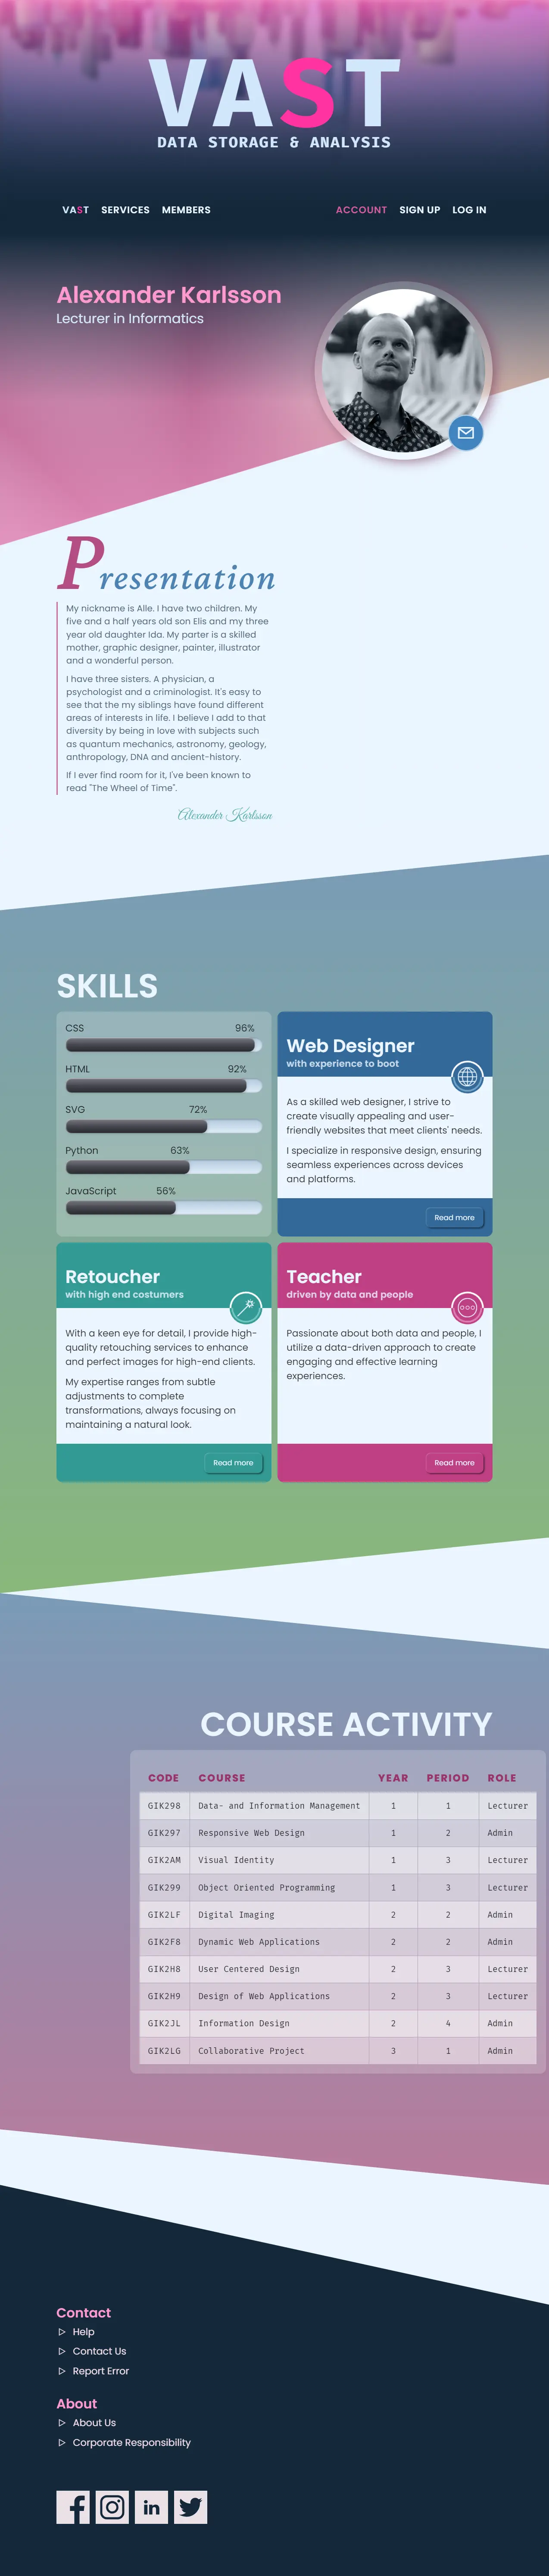 VAST
DATA STORAGE & ANALYSIS
VAST SERVICES MEMBERS ACCOUNT SIGN UP LOG IN
Alexander Karlsson
Lecturer in Informatics
Presentation
My nickname is Alle. I have two children. My
five and a half years old son Elis and my three
year old daughter Ida. My parter is a skilled
mother, graphic designer, painter, illustrator
and a wonderful person.
I have three sisters. A physician, a
psychologist and a criminologist. It's easy to
see that the my siblings have found different
areas of interests in life. I believe I add to that
diversity by being in love with subjects such
as quantum mechanics, astronomy, geology,
anthropology, DNA and ancient-history.
If I ever find room for it, I've been known to
read "The Wheel of Time".
Alexander Karlsson
SKILLS
CSS 96%
HTML 92%
SVG 72%
Python 63%
JavaScript 56%
Web Designer
with experience to boot
As a skilled web designer, I strive to
create visually appealing and user-
friendly websites that meet clients' needs.
I specialize in responsive design, ensuring
seamless experiences across devices
and platforms.
Read more
Retoucher
with high end costumers
With a keen eye for detail, I provide high-
quality retouching services to enhance
and perfect images for high-end clients.
My expertise ranges from subtle
adjustments to complete
transformations, always focusing on
maintaining a natural look.
Read more
Teacher
driven by data and people
Passionate about both data and people, I
utilize a data-driven approach to create
engaging and effective learning
experiences.
Read more
COURSE ACTIVITY
CODE COURSE YEAR PERIOD ROLE
GIK298 Data- and Information Management 1 1 Lecturer
GIK297 Responsive Web Design 1 2 Admin
GIK2AM Visual Identity 1 3 Lecturer
GIK299 Object Oriented Programming 1 3 Lecturer
GIK2LF Digital Imaging 2 2 Admin
GIK2F8 Dynamic Web Applications 2 2 Admin
GIK2H8 User Centered Design 2 3 Lecturer
GIK2H9 Design of Web Applications 2 3 Lecturer
GIK2JL Information Design 2 4 Admin
GIK2LG Collaborative Project 3 1 Admin
Contact
Help
Contact Us
Report Error
About
About Us
Corporate Responsibility